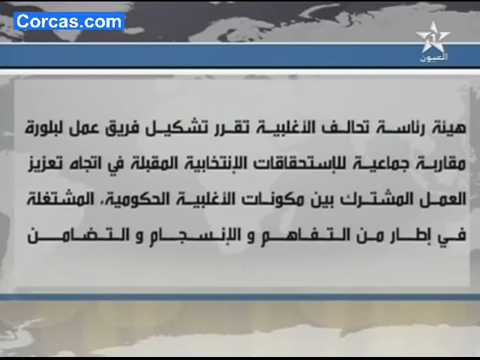 Corcas.com
العيون
هيئة رئاسة تحالف الأغلبية تقرر تشكيل فريق عمل لبلورة
مقاربة جماعية للإستحقاقات الإنتخابية المقبلة في اتجاه تعزيز
العمل المشترك بين مكونات الأغلبية الحكومية، المشتغلة
في إطار من التفاهم و الإنسجام و التضامن